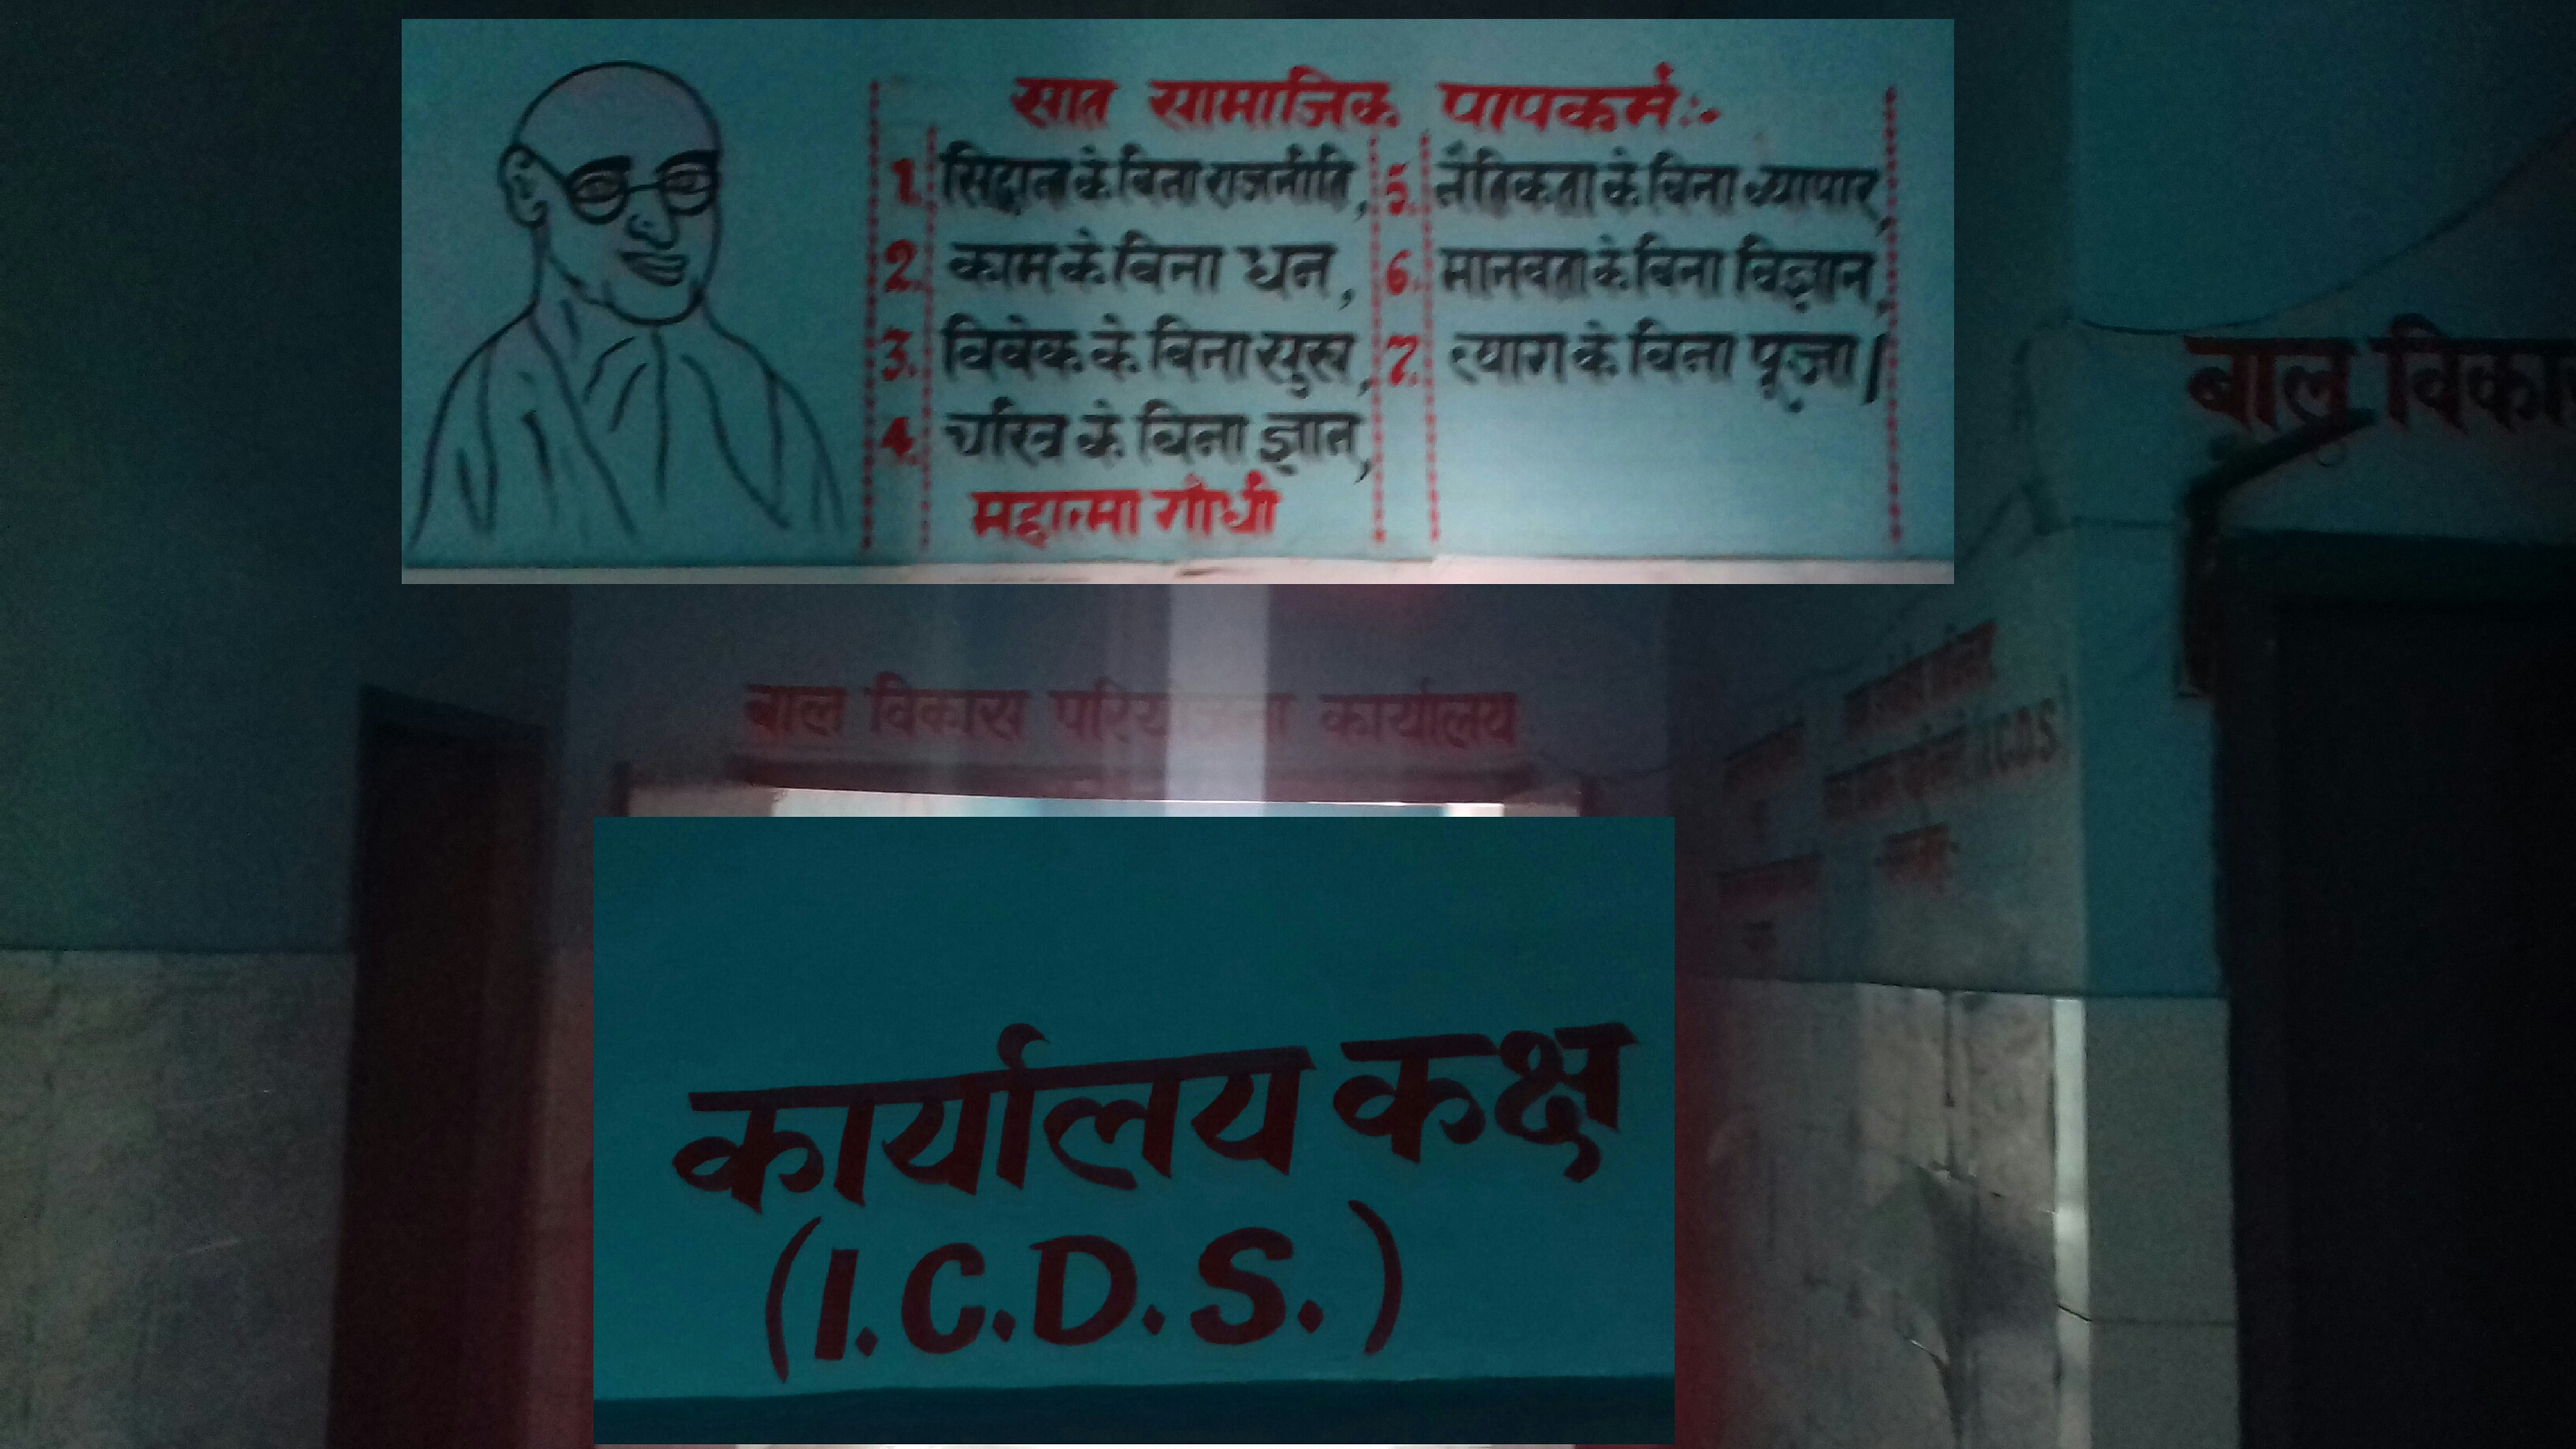 सात सामाजिक पापकर्म :-
1. सिद्धान्त के बिना राजनीति,
2. काम के बिना धन,
3. विवेक के बिना सुख,
4. चरित्र के बिना ज्ञान,
5. नैतिकता के बिना व्यापार,
6. मानवता के बिना विज्ञान,
7. त्याग के बिना पूजा।
महात्मा गाँधी
बाल विकास
बाल विकास परियोजना कार्यालय
I.C.D.S
कार्यालय कक्ष
(I.C.D.S.)